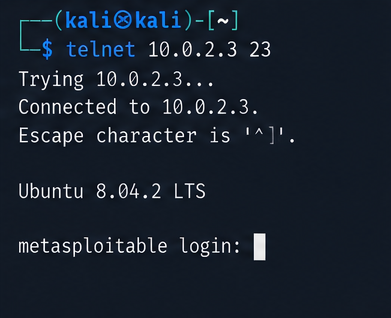 ┌──(kali㉿kali)-[~]
└─$ telnet 10.0.2.3 23
Trying 10.0.2.3...
Connected to 10.0.2.3.
Escape character is '^]'.
Ubuntu 8.04.2 LTS
metasploitable login: